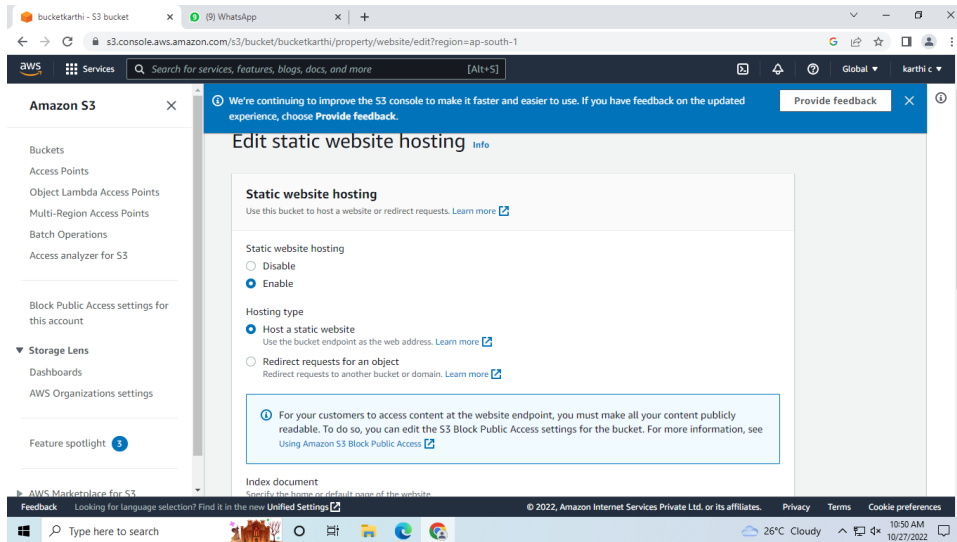 bucketkarthi - S3 bucket
(9) WhatsApp
s3.console.aws.amazon.com/s3/bucket/bucketkarthi/property/website/edit?region=ap-south-1
aws
Services
Search for services, features, blogs, docs, and more [Alt+S]
Global
karthi c
Amazon S3
We're continuing to improve the S3 console to make it faster and easier to use. If you have feedback on the updated
experience, choose Provide feedback.
Provide feedback
Buckets
Access Points
Object Lambda Access Points
Multi-Region Access Points
Batch Operations
Access analyzer for S3
Block Public Access settings for
this account
Storage Lens
Dashboards
AWS Organizations settings
Feature spotlight 3
AWS Marketplace for S3
Edit static website hosting Info
Static website hosting
Use this bucket to host a website or redirect requests. Learn more
Static website hosting
Disable
Enable
Hosting type
Host a static website
Use the bucket endpoint as the web address. Learn more
Redirect requests for an object
Redirect requests to another bucket or domain. Learn more
For your customers to access content at the website endpoint, you must make all your content publicly
readable. To do so, you can edit the S3 Block Public Access settings for the bucket. For more information, see
Using Amazon S3 Block Public Access
Index document
Specify the home or default page of the website.
Feedback
Looking for language selection? Find it in the new Unified Settings
© 2022, Amazon Internet Services Private Ltd. or its affiliates.
Privacy
Terms
Cookie preferences
Type here to search
26°C Cloudy
10:50 AM
10/27/2022